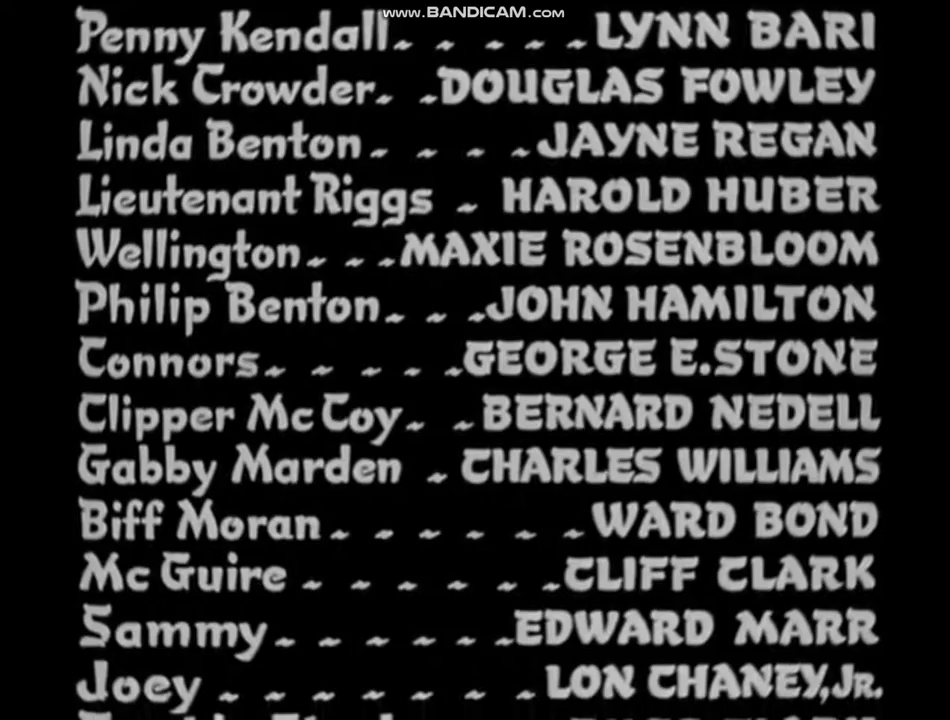 www.BANDICAM.com
Penny Kendall~ ~ ~ ~ ~LYNN BARI
Nick Crowder~ ~DOUGLAS FOWLEY
Linda Benton~ ~ ~ ~JAYNE REGAN
Lieutenant Riggs ~ HAROLD HUBER
Wellington~ ~ ~MAXIE ROSENBLOOM
Philip Benton~ ~ ~JOHN HAMILTON
Connors~ ~ ~ ~ ~GEORGE E. STONE
Clipper McCoy~ ~BERNARD NEDELL
Gabby Marden ~ CHARLES WILLIAMS
Biff Moran~ ~ ~ ~ ~ ~WARD BOND
McGuire ~ ~ ~ ~ ~ ~CLIFF CLARK
Sammy~ ~ ~ ~ ~ ~EDWARD MARR
Joey ~ ~ ~ ~ ~ ~ ~ ~LON CHANEY, JR.